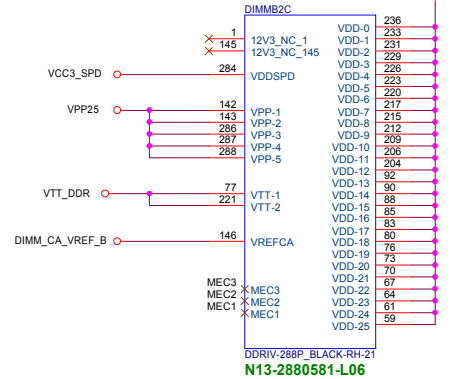 DIMMB2C
1 12V3_NC_1
145 12V3_NC_145
VCC3_SPD 284 VDDSPD
VPP25 142 VPP-1
143 VPP-2
286 VPP-3
287 VPP-4
288 VPP-5
VTT_DDR 77 VTT-1
221 VTT-2
DIMM_CA_VREF_B 146 VREFCA
MEC3 MEC3
MEC2 MEC2
MEC1 MEC1
VDD-0 236
VDD-1 233
VDD-2 231
VDD-3 229
VDD-4 226
VDD-5 223
VDD-6 220
VDD-7 217
VDD-8 215
VDD-9 212
VDD-10 209
VDD-11 206
VDD-12 204
VDD-13 92
VDD-14 90
VDD-15 88
VDD-16 85
VDD-17 83
VDD-18 80
VDD-19 76
VDD-20 73
VDD-21 70
VDD-22 67
VDD-23 64
VDD-24 61
VDD-25 59
DDRIV-288P_BLACK-RH-21
N13-2880581-L06